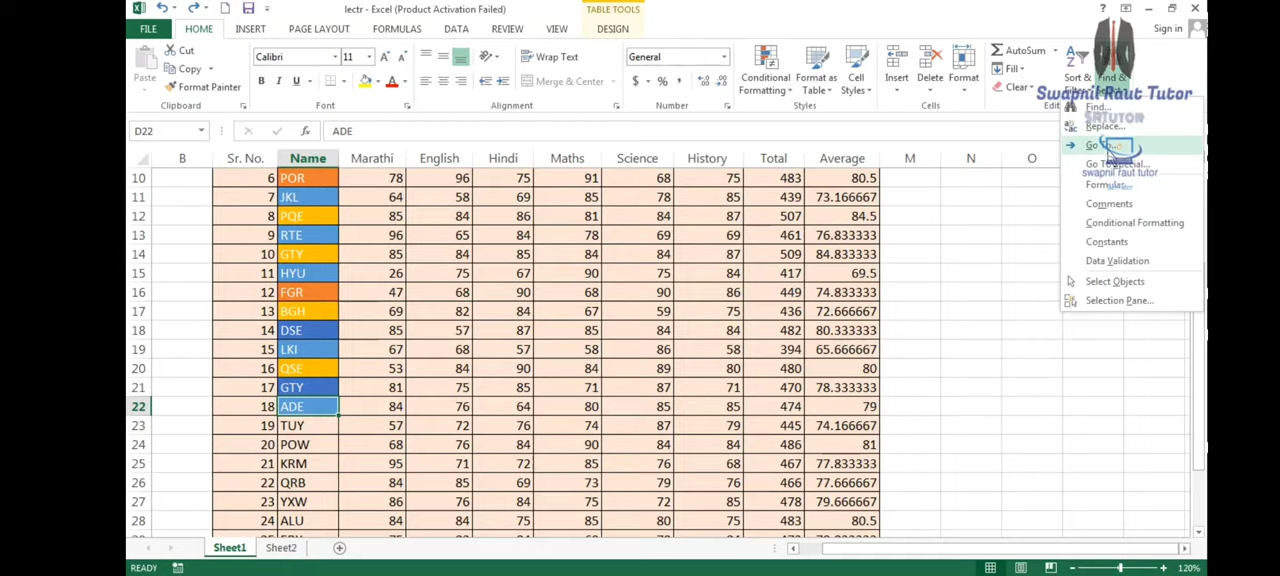 lectr - Excel (Product Activation Failed)
TABLE TOOLS
FILE HOME INSERT PAGE LAYOUT FORMULAS DATA REVIEW VIEW DESIGN Sign in
Paste Cut Copy Format Painter Clipboard
Calibri 11 B I U Font
Wrap Text Merge & Center Alignment
General $ % Number
Conditional Formatting Format as Table Cell Styles Styles
Insert Delete Format Cells
AutoSum Fill Clear Sort & Find &
Swapnil Raut Tutor
SRTUTOR
swapnil raut tutor
Find...
Replace...
Go To...
Go To Special...
Formulas
Comments
Conditional Formatting
Constants
Data Validation
Select Objects
Selection Pane...
D22 fx ADE
B Sr. No. Name Marathi English Hindi Maths Science History Total Average M N O
10 6 POR 78 96 75 91 68 75 483 80.5
11 7 JKL 64 58 69 85 78 85 439 73.166667
12 8 PQE 85 84 86 81 84 87 507 84.5
13 9 RTE 96 65 84 78 69 69 461 76.833333
14 10 GTY 85 84 85 84 87 84 509 84.833333
15 11 HYU 26 75 67 90 75 84 417 69.5
16 12 FGR 47 68 90 68 90 86 449 74.833333
17 13 BGH 69 82 84 67 59 75 436 72.666667
18 14 DSE 85 57 87 85 84 84 482 80.333333
19 15 LKI 67 68 57 58 86 58 394 65.666667
20 16 QSE 53 84 90 84 89 80 480 80
21 17 GTY 81 75 85 71 87 71 470 78.333333
22 18 ADE 84 76 64 80 85 85 474 79
23 19 TUY 57 72 76 74 87 79 445 74.166667
24 20 POW 68 76 84 90 84 84 486 81
25 21 KRM 95 71 72 85 76 68 467 77.833333
26 22 QRB 84 85 69 73 79 76 466 77.666667
27 23 YXW 86 76 84 75 72 85 478 79.666667
28 24 ALU 84 84 75 85 80 75 483 80.5
Sheet1 Sheet2
READY 120%